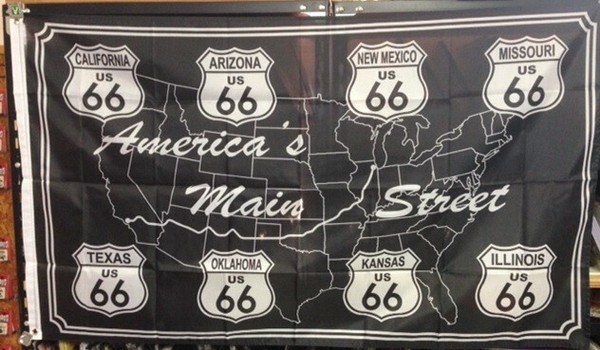 CALIFORNIA
US
66
ARIZONA
US
66
NEW MEXICO
US
66
MISSOURI
US
66
America's
Main Street
TEXAS
US
66
OKLAHOMA
US
66
KANSAS
US
66
ILLINOIS
US
66